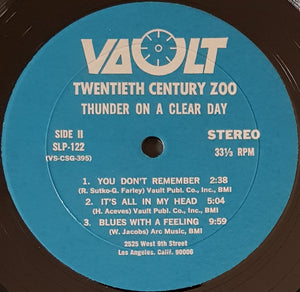 VAULT
TWENTIETH CENTURY ZOO
THUNDER ON A CLEAR DAY
SIDE II STEREO
SLP-122 33⅓ RPM
(VS-CSG-395)
1. YOU DON'T REMEMBER 2:38
(R. Sutko-G. Farley) Vault Publ. Co., Inc., BMI
2. IT'S ALL IN MY HEAD 5:04
(H. Aceves) Vault Publ. Co., Inc., BMI
3. BLUES WITH A FEELING 9:59
(W. Jacobs) Arc Music, BMI
2525 West 9th Street
Los Angeles, Calif. 90006